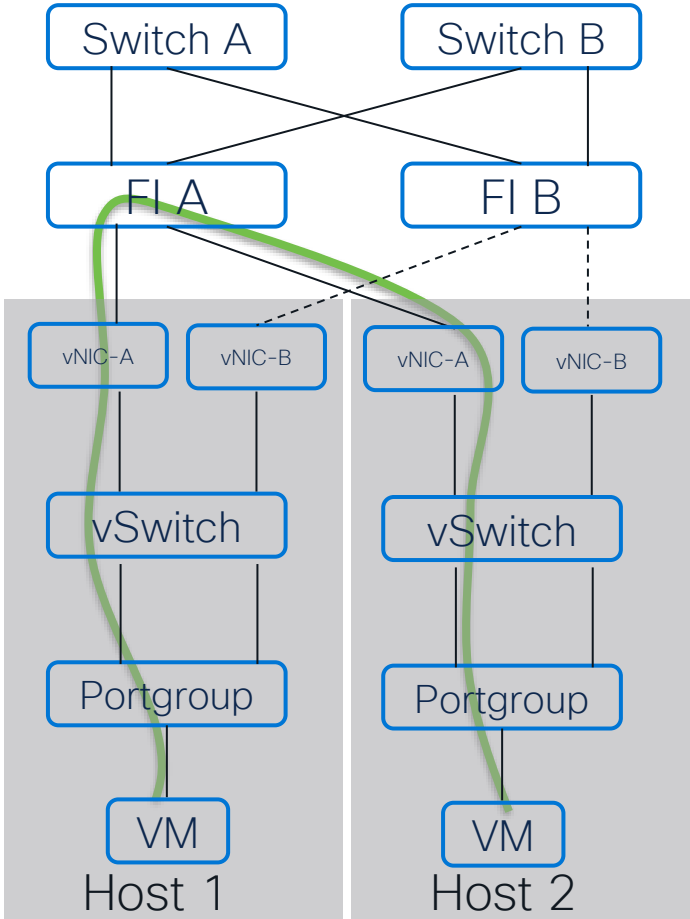 Switch A
Switch B
FI A
FI B
vNIC-A
vNIC-B
vNIC-A
vNIC-B
vSwitch
vSwitch
Portgroup
Portgroup
VM
VM
Host 1
Host 2